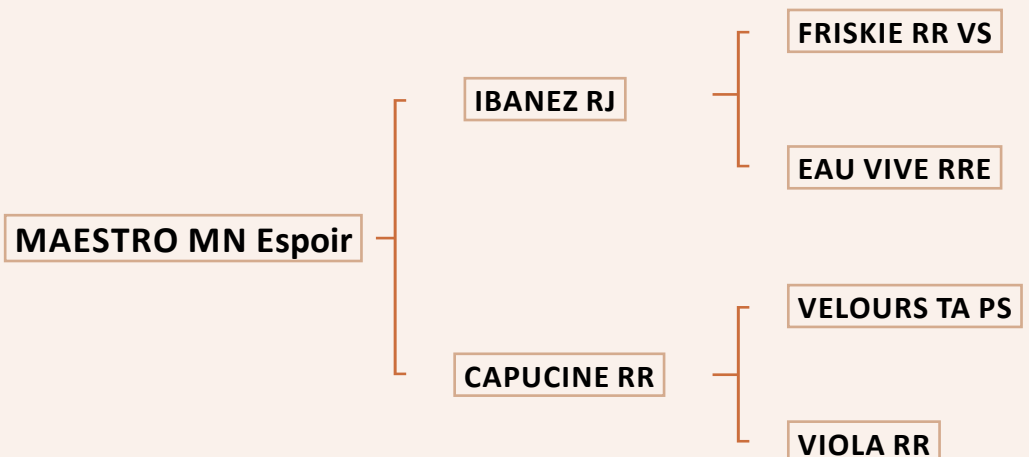 FRISKIE RR VS
IBANEZ RJ
EAU VIVE RRE
MAESTRO MN Espoir
VELOURS TA PS
CAPUCINE RR
VIOLA RR